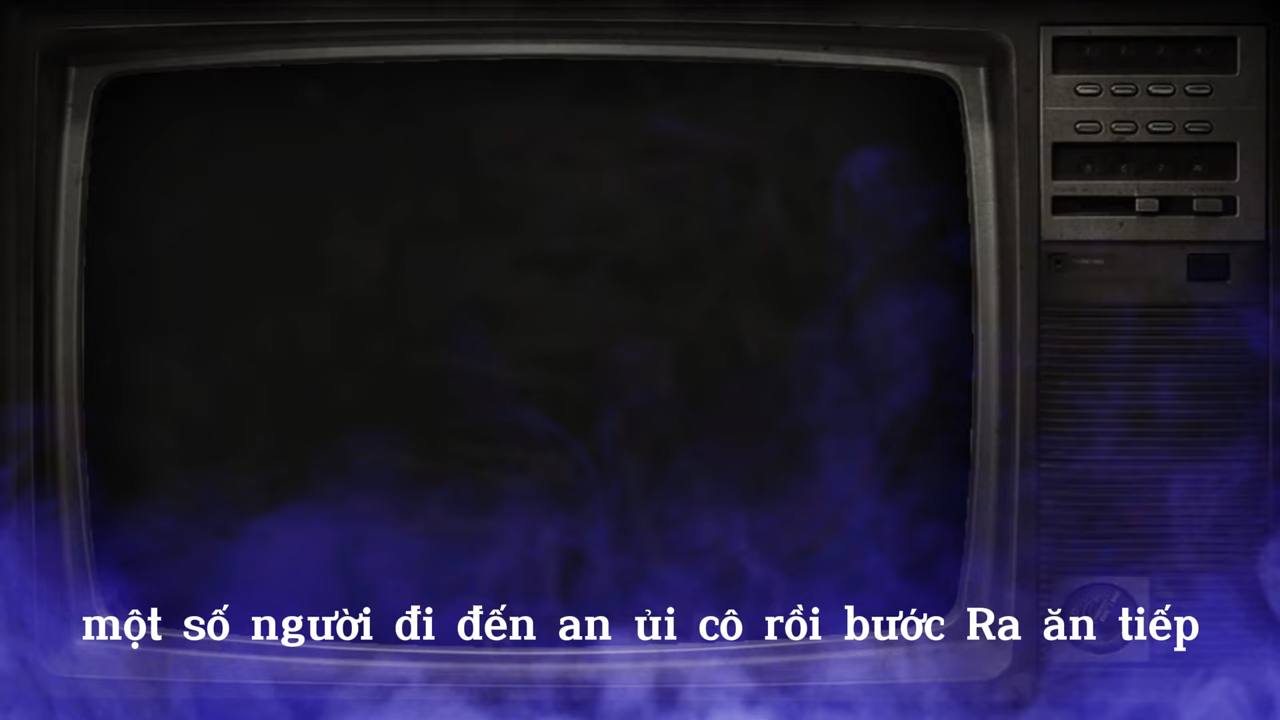 một số người đi đến an ủi cô rồi bước Ra ăn tiếp